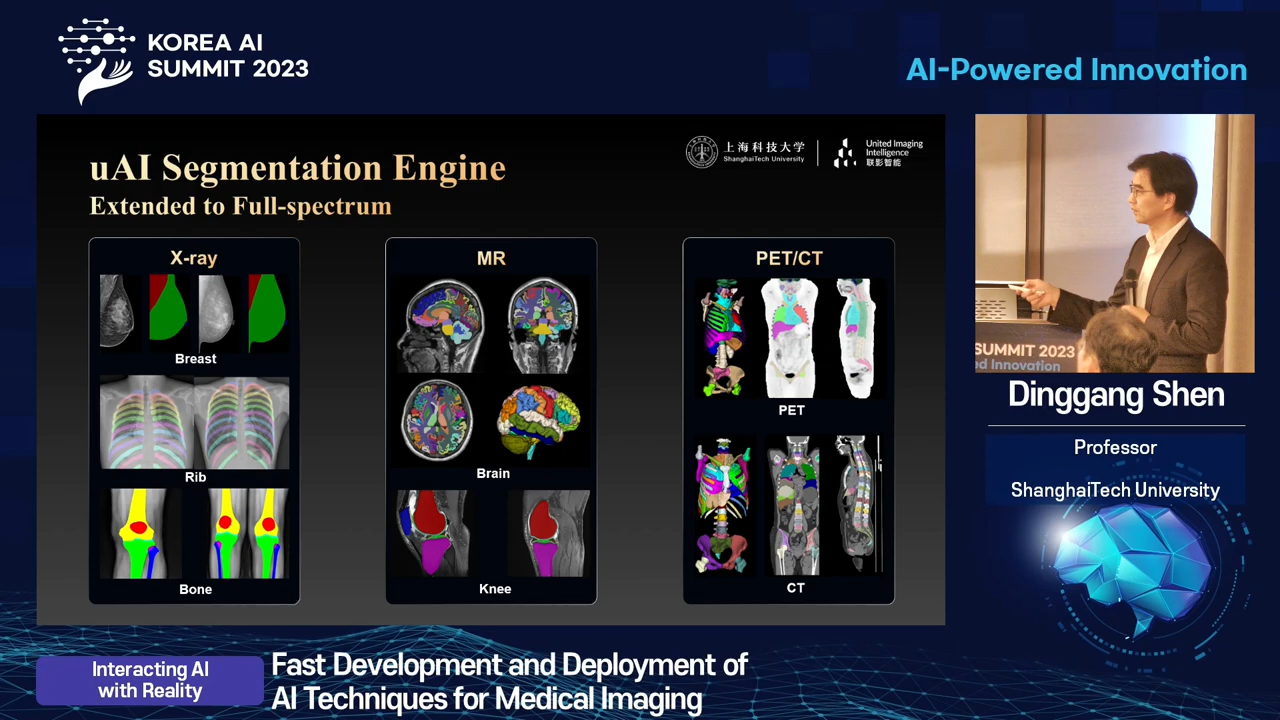 KOREA AI
SUMMIT 2023
AI-Powered Innovation
uAI Segmentation Engine
Extended to Full-spectrum
上海科技大学
ShanghaiTech University
United Imaging
Intelligence
联影智能
X-ray
Breast
Rib
Bone
MR
Brain
Knee
PET/CT
PET
CT
SUMMIT 2023
ed Innovation
Dinggang Shen
Professor
ShanghaiTech University
Interacting AI
with Reality
Fast Development and Deployment of
AI Techniques for Medical Imaging